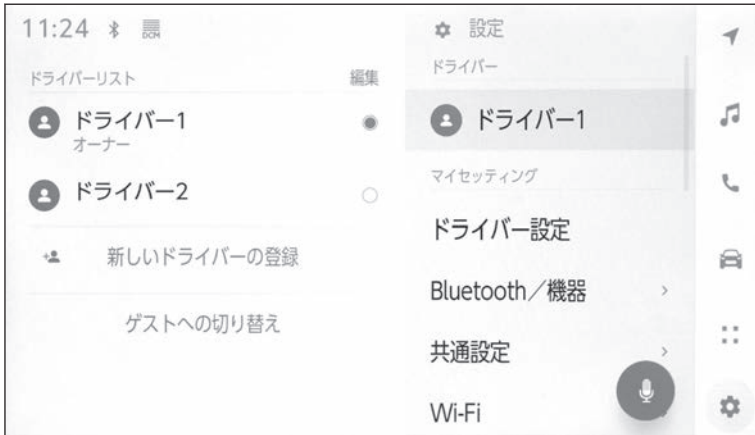 11:24
DCM
ドライバーリスト 編集
ドライバー1
オーナー
ドライバー2
新しいドライバーの登録
ゲストへの切り替え
設定
ドライバー
ドライバー1
マイセッティング
ドライバー設定
Bluetooth／機器
共通設定
Wi-Fi